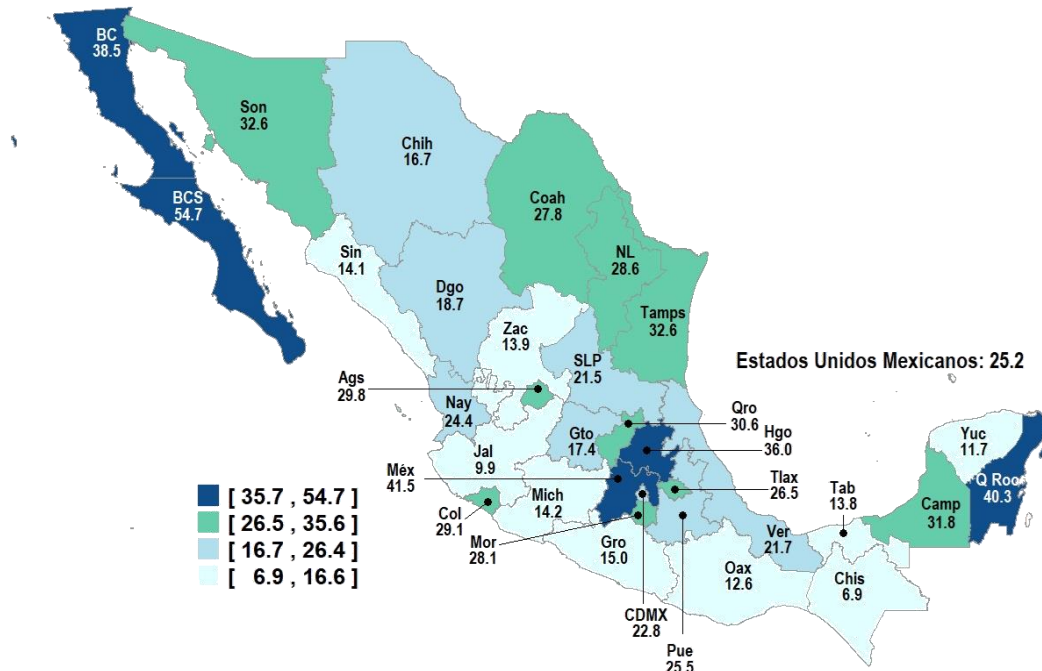 BC
38.5
Son
32.6
Chih
16.7
BCS
54.7
Coah
27.8
Sin
14.1
NL
28.6
Dgo
18.7
Tamps
32.6
Zac
13.9
SLP
21.5
Estados Unidos Mexicanos: 25.2
Ags
29.8
Nay
24.4
Qro
30.6
Gto
17.4
Hgo
36.0
Yuc
11.7
Jal
9.9
Méx
41.5
Q Roo
40.3
Tlax
26.5
Mich
14.2
Tab
13.8
Camp
31.8
Col
29.1
Mor
28.1
Gro
15.0
Ver
21.7
Oax
12.6
Chis
6.9
CDMX
22.8
Pue
25.5
[ 35.7 , 54.7 ]
[ 26.5 , 35.6 ]
[ 16.7 , 26.4 ]
[ 6.9 , 16.6 ]